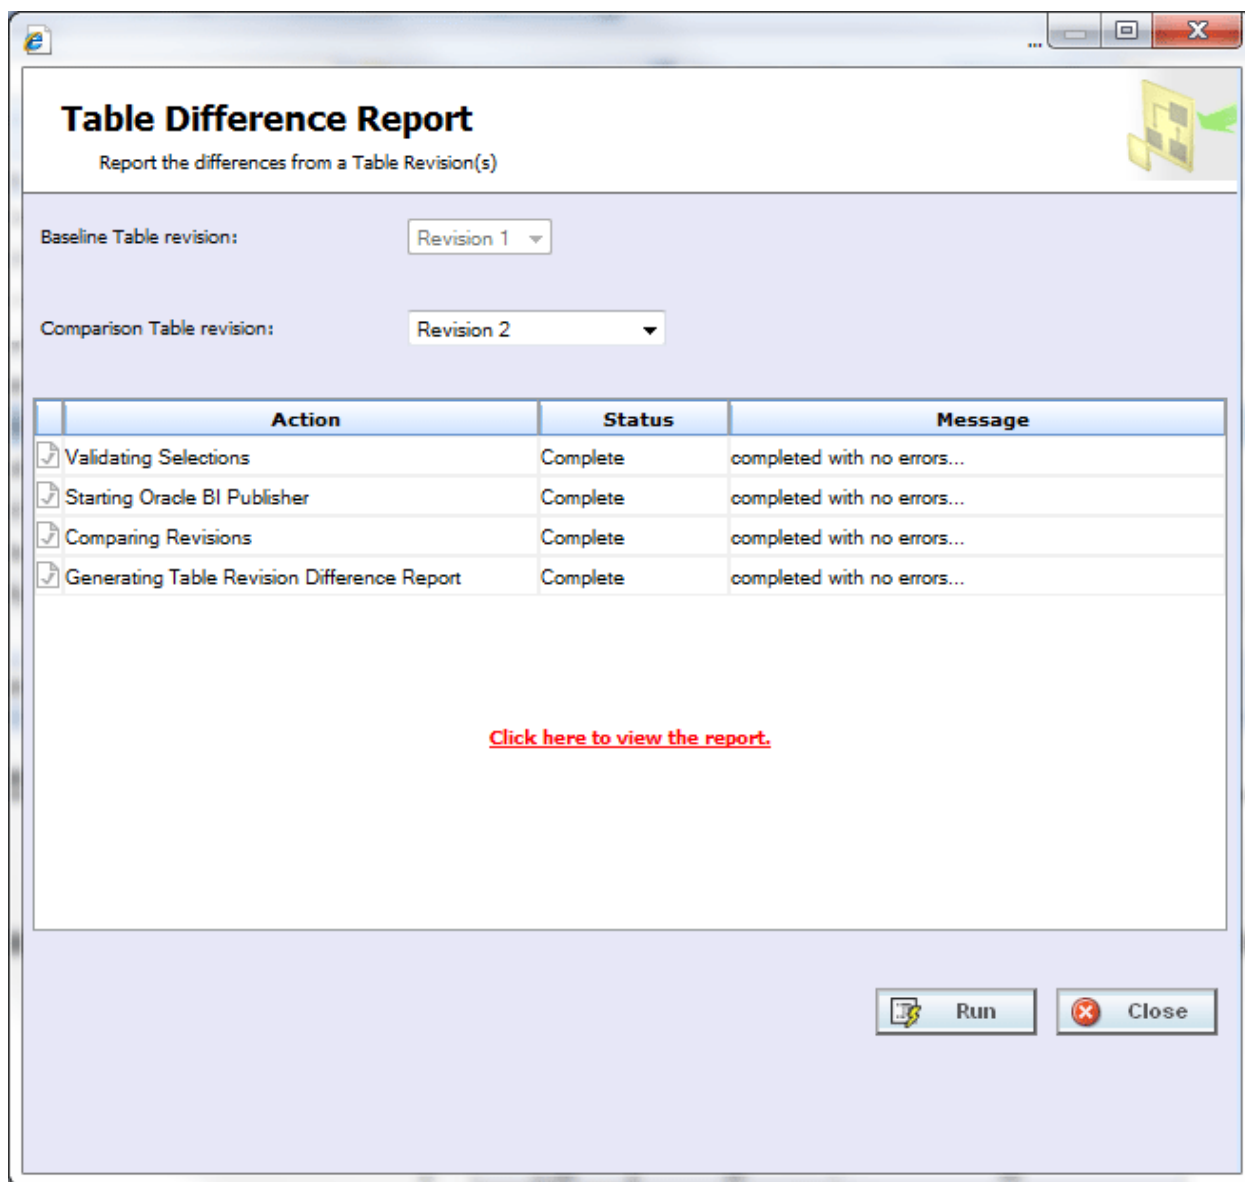 ...
Table Difference Report
Report the differences from a Table Revision(s)
Baseline Table revision: Revision 1
Comparison Table revision: Revision 2
Action Status Message
Validating Selections Complete completed with no errors...
Starting Oracle BI Publisher Complete completed with no errors...
Comparing Revisions Complete completed with no errors...
Generating Table Revision Difference Report Complete completed with no errors...
Click here to view the report.
Run Close